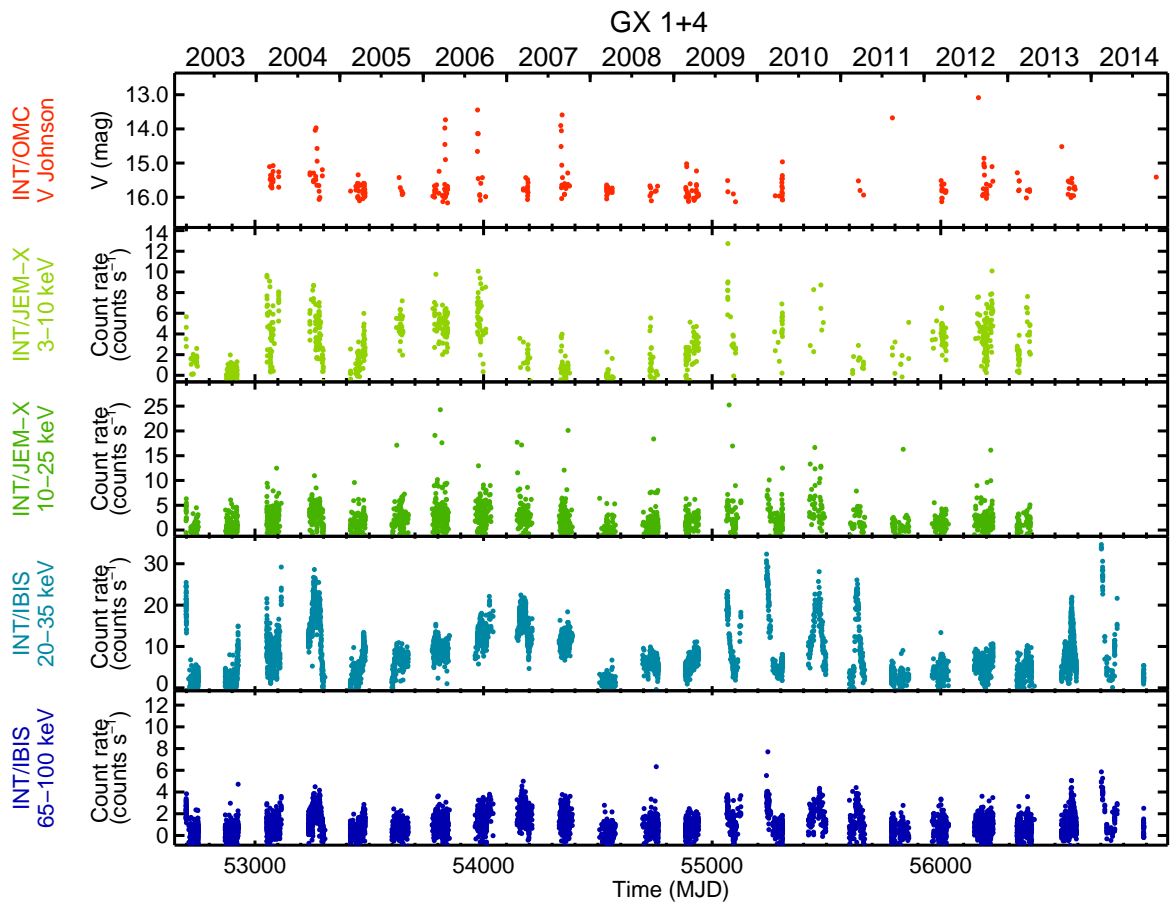 GX 1+4
2003 2004 2005 2006 2007 2008 2009 2010 2011 2012 2013 2014
INT/OMC
V Johnson
V (mag)
13.0
14.0
15.0
16.0
INT/JEM−X
3−10 keV
Count rate
(counts s⁻¹)
14
12
10
8
6
4
2
0
INT/JEM−X
10−25 keV
Count rate
(counts s⁻¹)
25
20
15
10
5
0
INT/IBIS
20−35 keV
Count rate
(counts s⁻¹)
30
20
10
0
INT/IBIS
65−100 keV
Count rate
(counts s⁻¹)
12
10
8
6
4
2
0
53000 54000 55000 56000
Time (MJD)